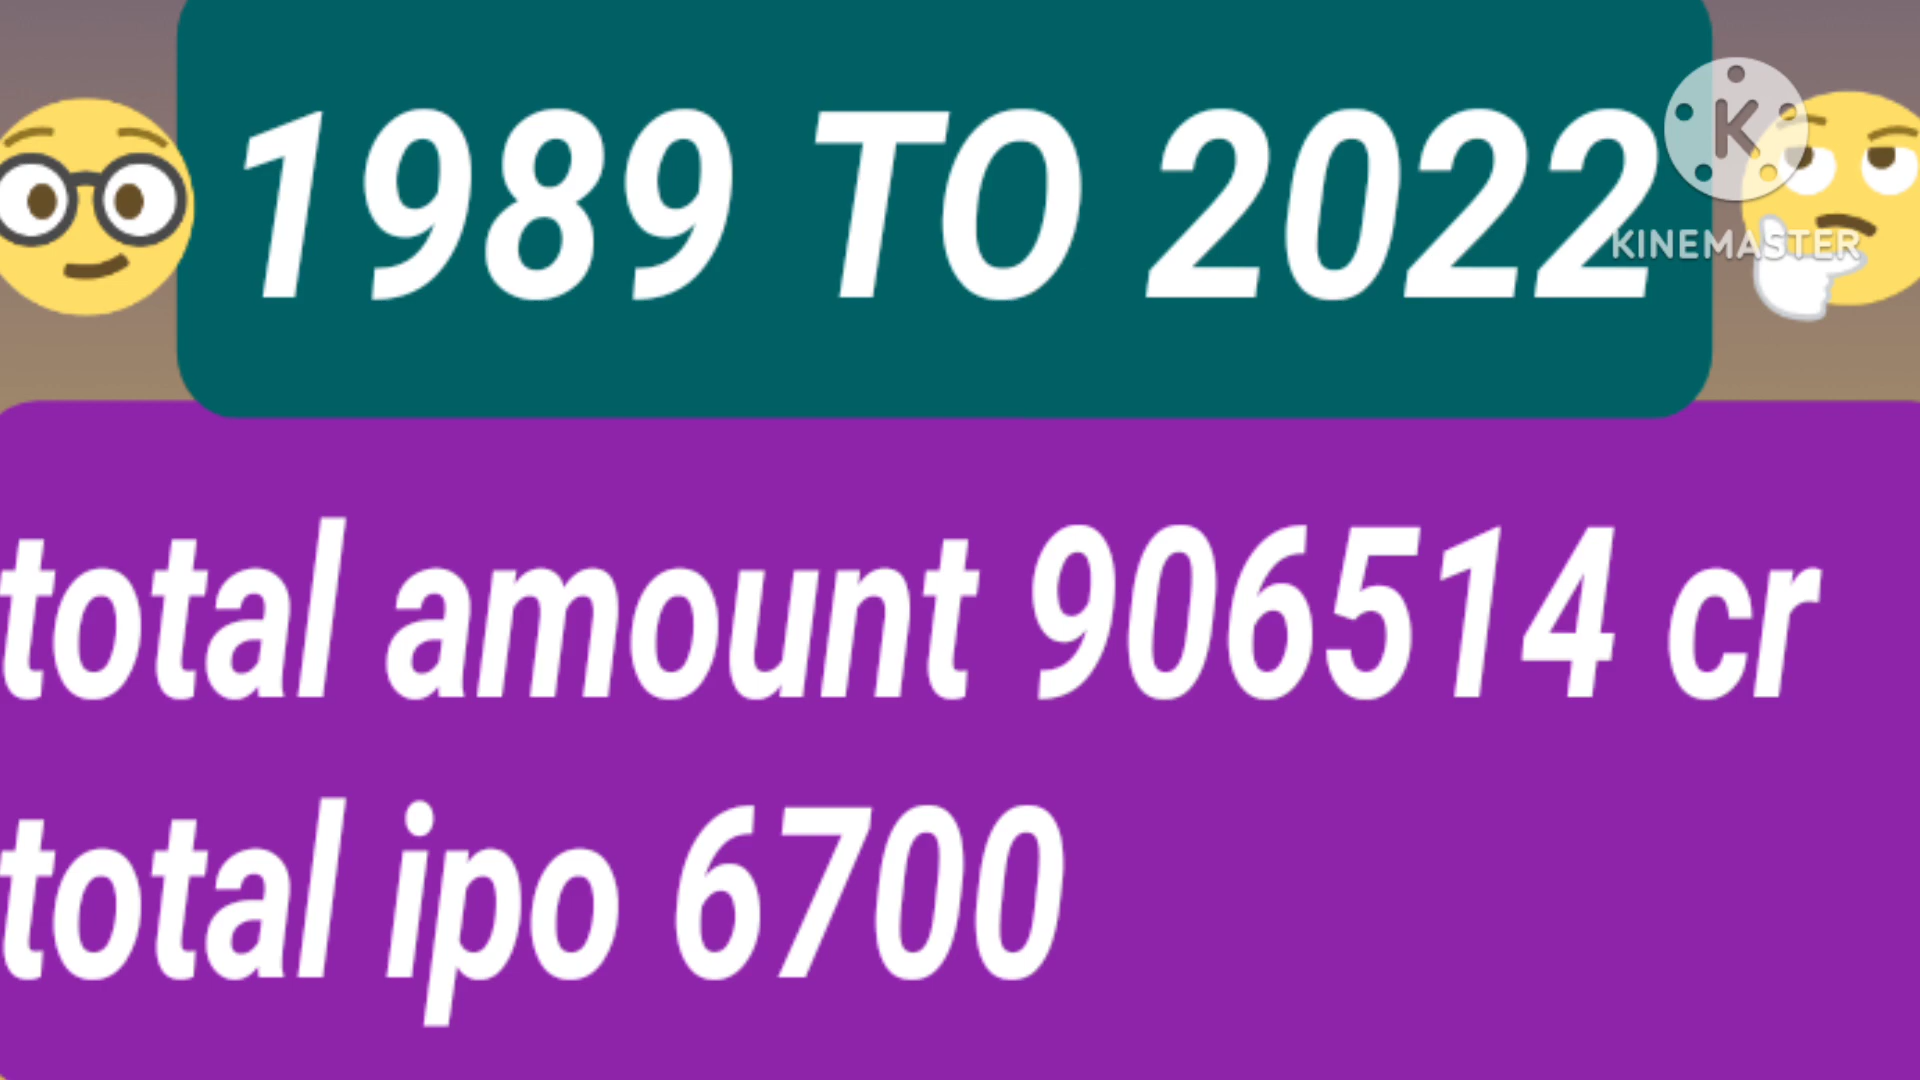 1989 TO 2022
K
KINEMASTER
total amount 906514 cr
total ipo 6700